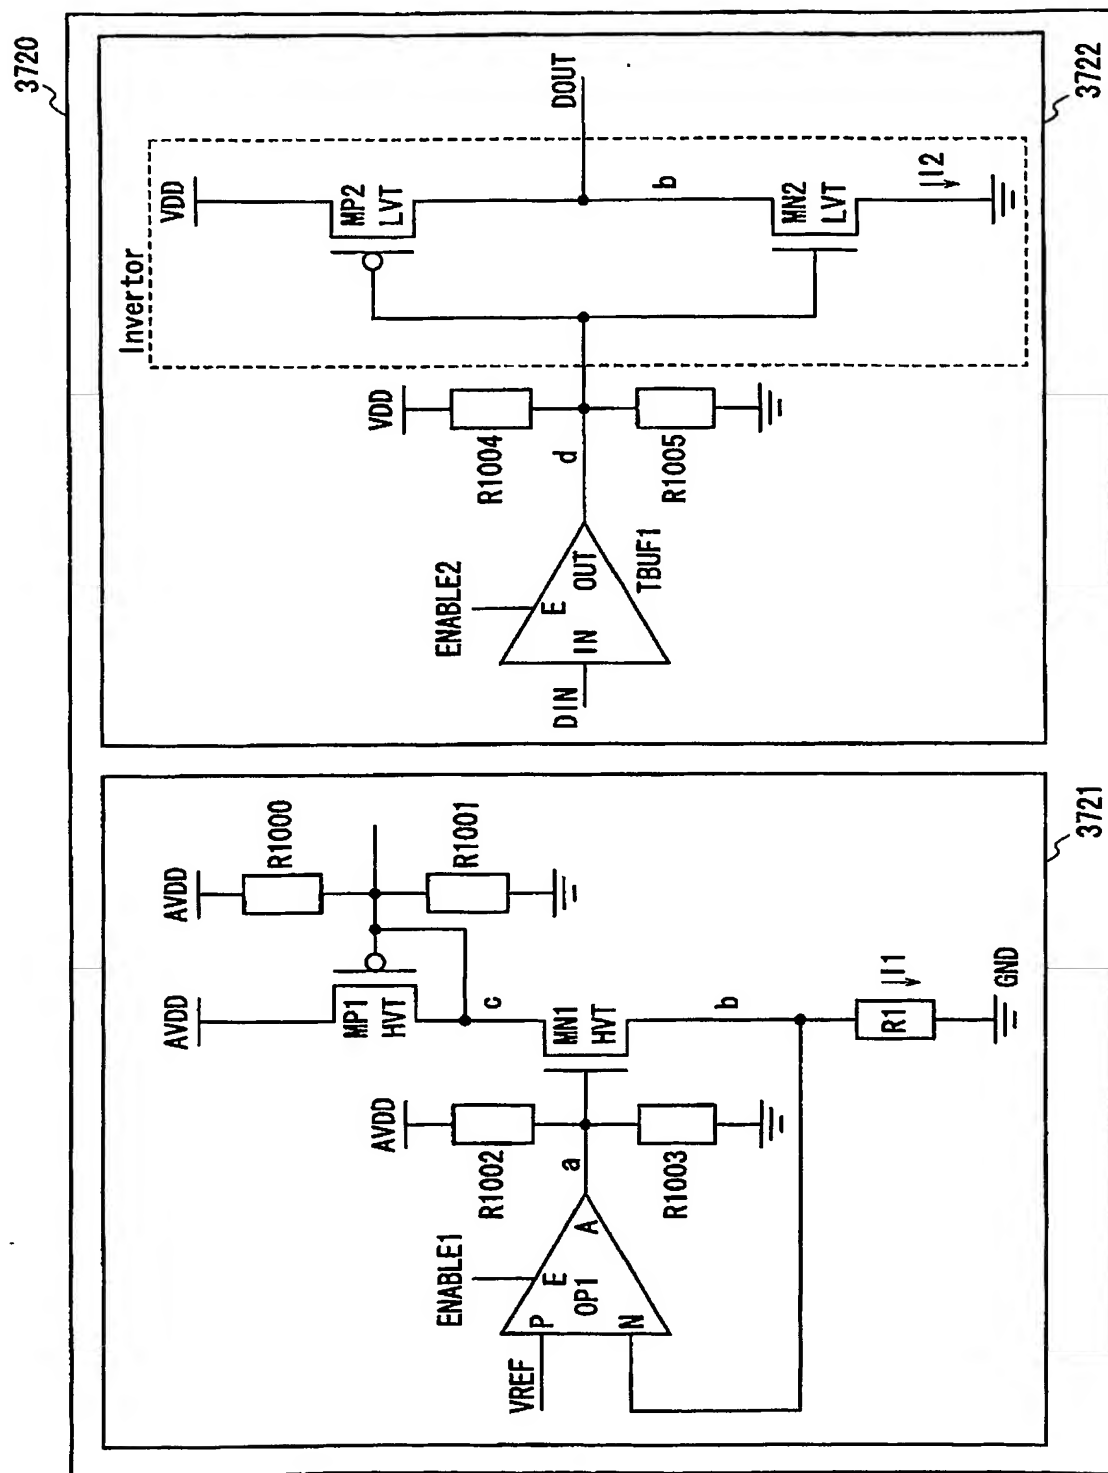 3720
3721
AVDD
AVDD
R1000
R1001
MP1
HVT
c
AVDD
R1002
R1003
a
MN1
HVT
b
ENABLE1
E
OP1
P
N
A
VREF
R1
I1
GND
3722
Invertor
VDD
MP2
LVT
DOUT
b
MN2
LVT
I2
VDD
R1004
R1005
d
ENABLE2
E
IN
OUT
TBUF1
DIN